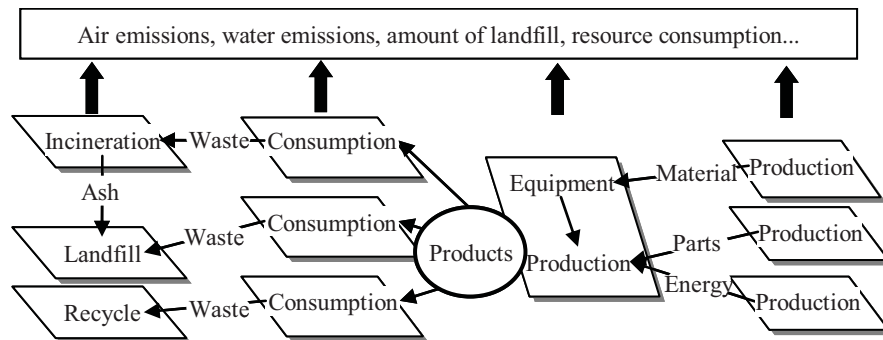 Air emissions, water emissions, amount of landfill, resource consumption...
Incineration
Waste
Consumption
Equipment
Material
Production
Ash
Landfill
Waste
Consumption
Products
Production
Parts
Production
Energy
Recycle
Waste
Consumption
Production